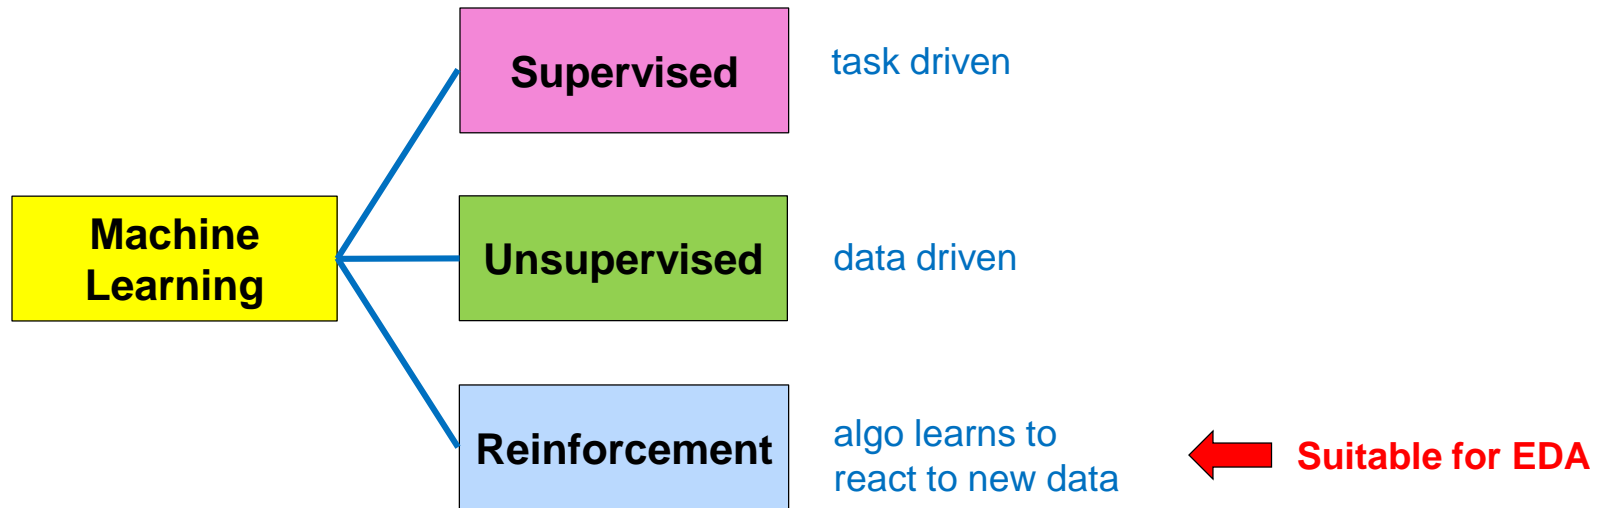 Machine
Learning
Supervised
task driven
Unsupervised
data driven
Reinforcement
algo learns to
react to new data
Suitable for EDA